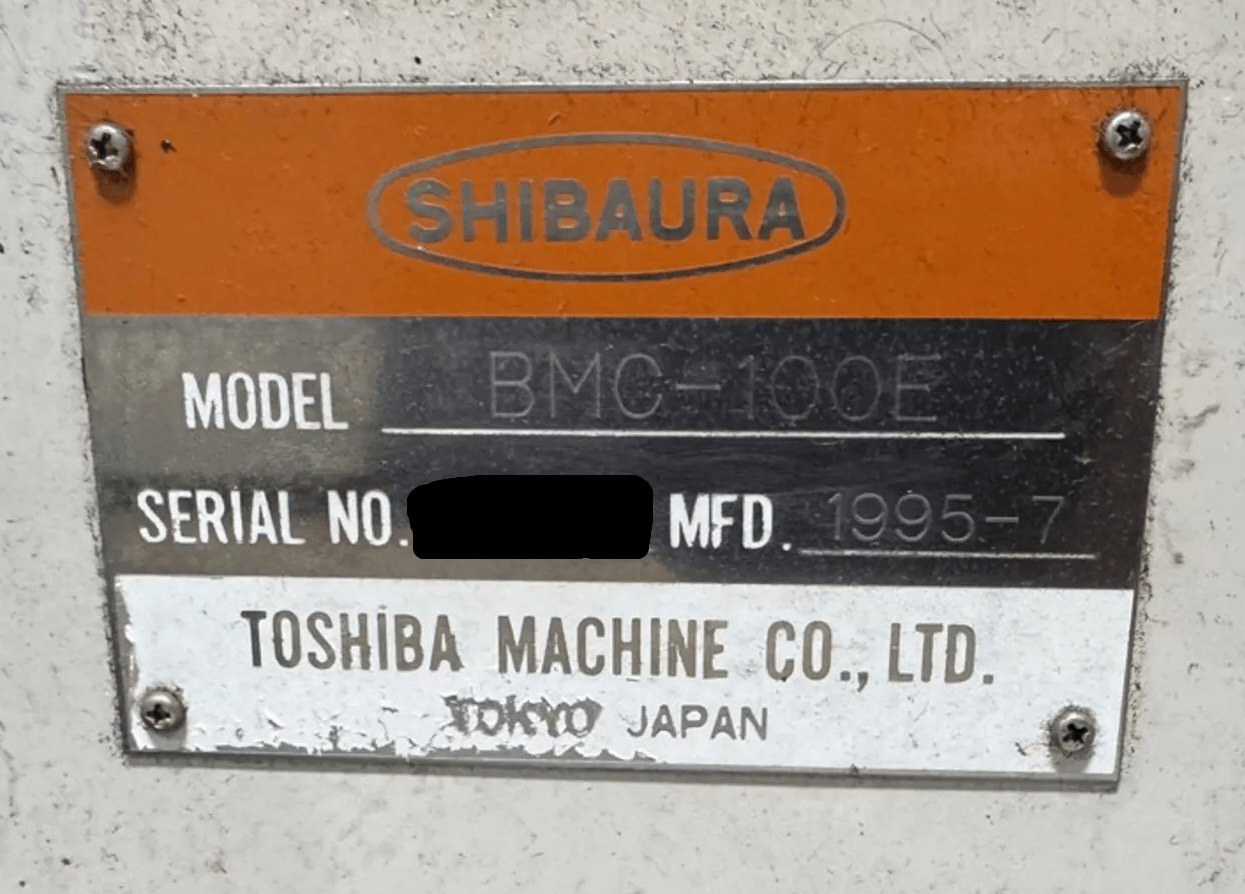 SHIBAURA
MODEL BMC-100E
SERIAL NO. MFD. 1995-7
TOSHIBA MACHINE CO., LTD.
TOKYO JAPAN